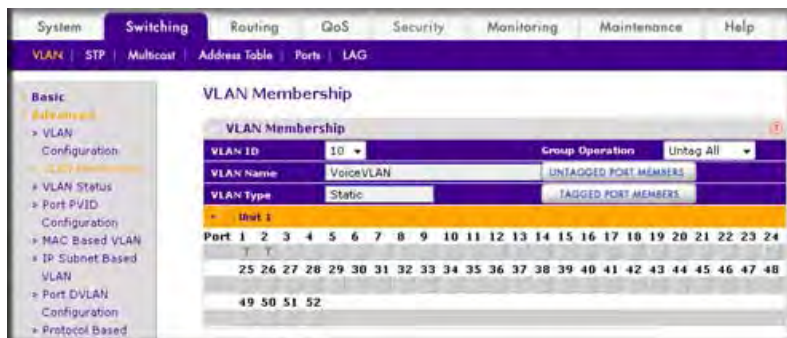 System Switching Routing QoS Security Monitoring Maintenance Help
VLAN STP Multicast Address Table Ports LAG
Basic
Advanced
VLAN Configuration
VLAN Membership
VLAN Status
Port PVID Configuration
MAC Based VLAN
IP Subnet Based VLAN
Port DVLAN Configuration
Protocol Based
VLAN Membership
VLAN Membership
VLAN ID 10 Group Operation Untag All
VLAN Name VoiceVLAN UNTAGGED PORT MEMBERS
VLAN Type Static TAGGED PORT MEMBERS
Unit 1
Port 1 2 3 4 5 6 7 8 9 10 11 12 13 14 15 16 17 18 19 20 21 22 23 24
T T
25 26 27 28 29 30 31 32 33 34 35 36 37 38 39 40 41 42 43 44 45 46 47 48
49 50 51 52